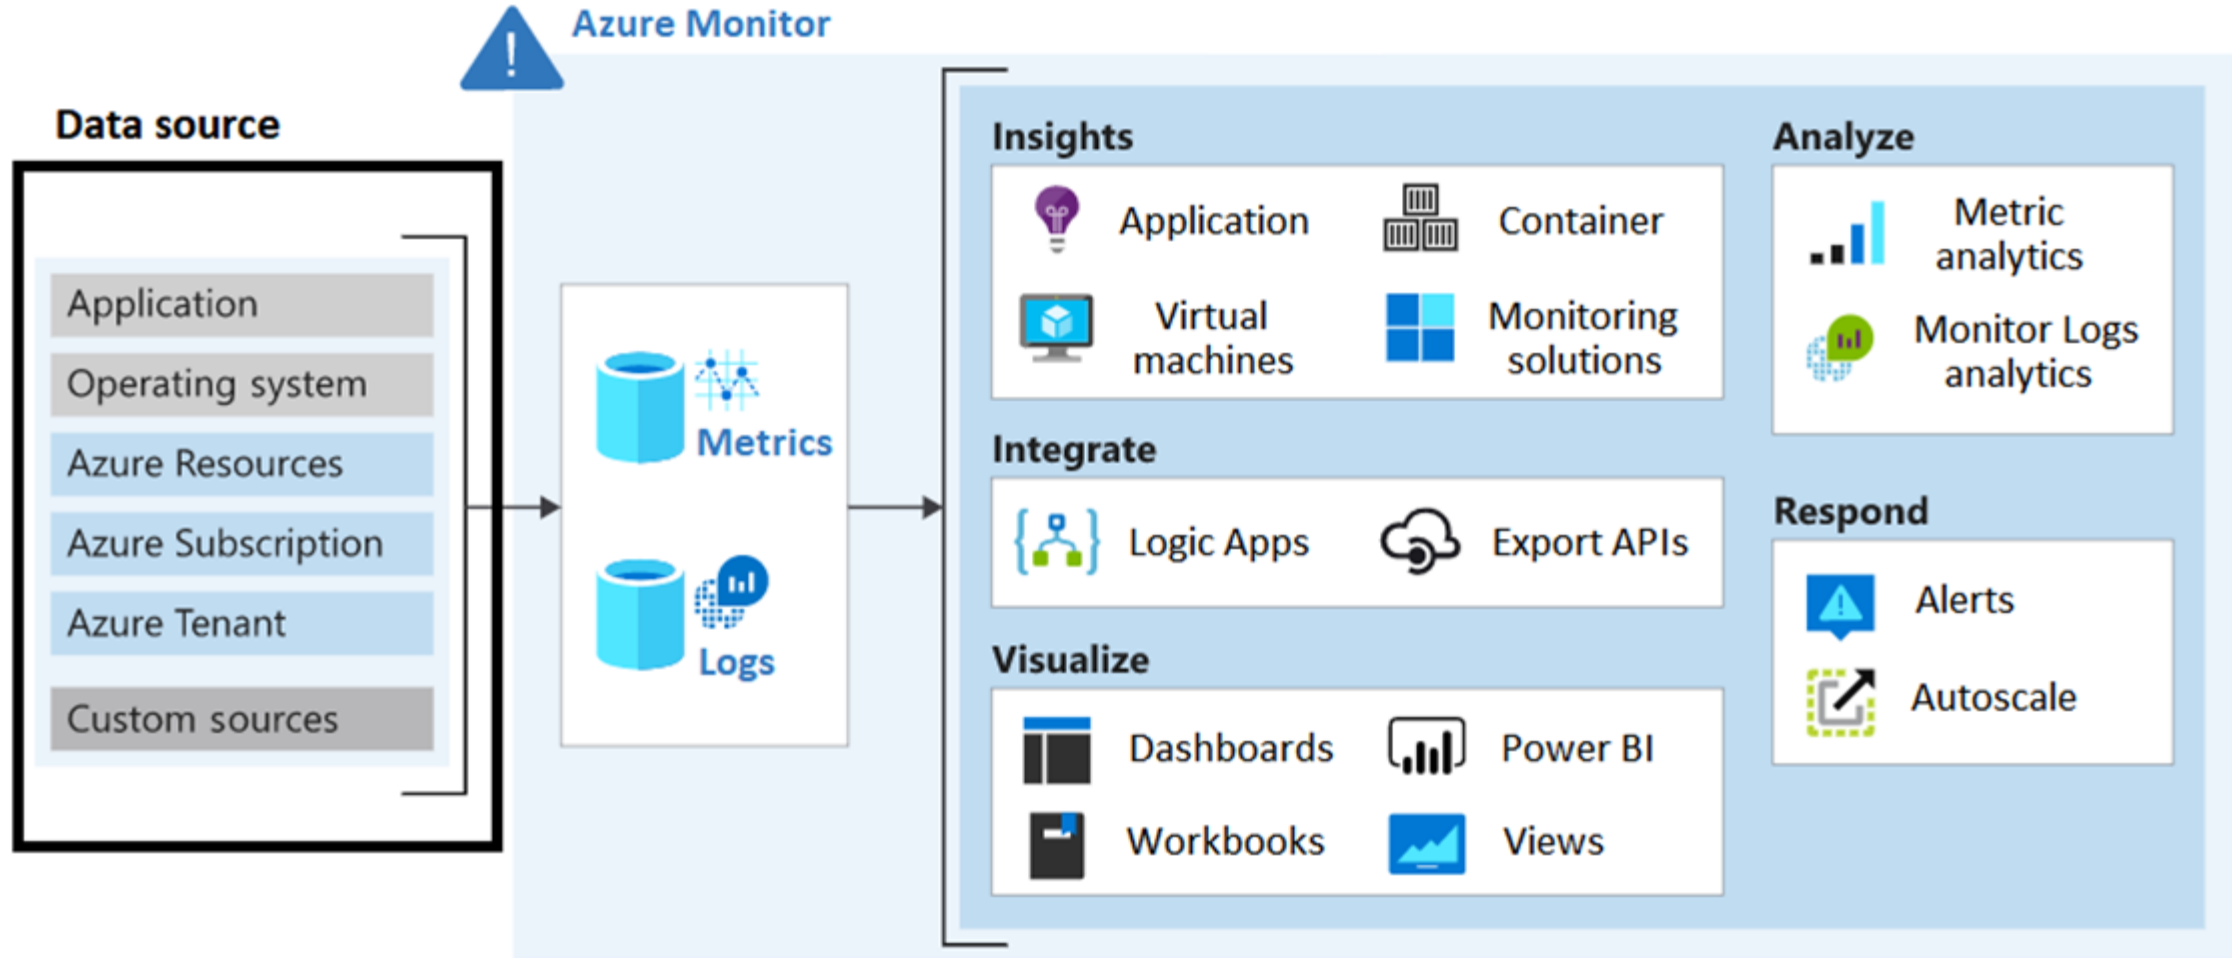 Azure Monitor
Data source
Application
Operating system
Azure Resources
Azure Subscription
Azure Tenant
Custom sources
Metrics
Logs
Insights
Application
Container
Virtual
machines
Monitoring
solutions
Integrate
Logic Apps
Export APIs
Visualize
Dashboards
Power BI
Workbooks
Views
Analyze
Metric
analytics
Monitor Logs
analytics
Respond
Alerts
Autoscale